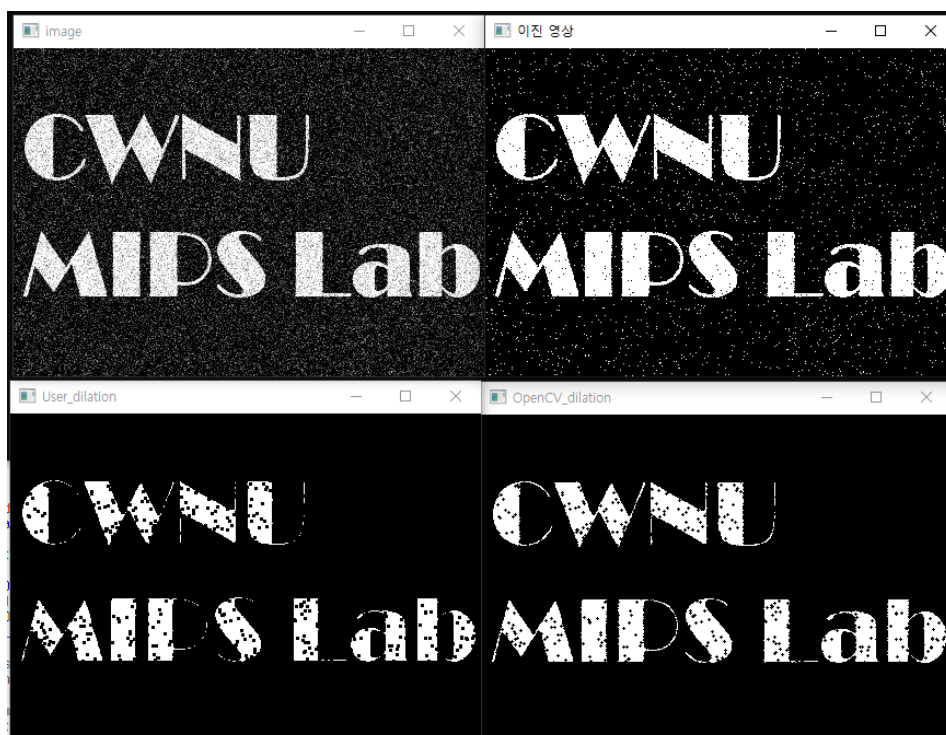 image
이진 영상
CWNU
MIPS Lab
CWNU
MIPS Lab
User_dilation
OpenCV_dilation
CWNU
MIPS Lab
CWNU
MIPS Lab